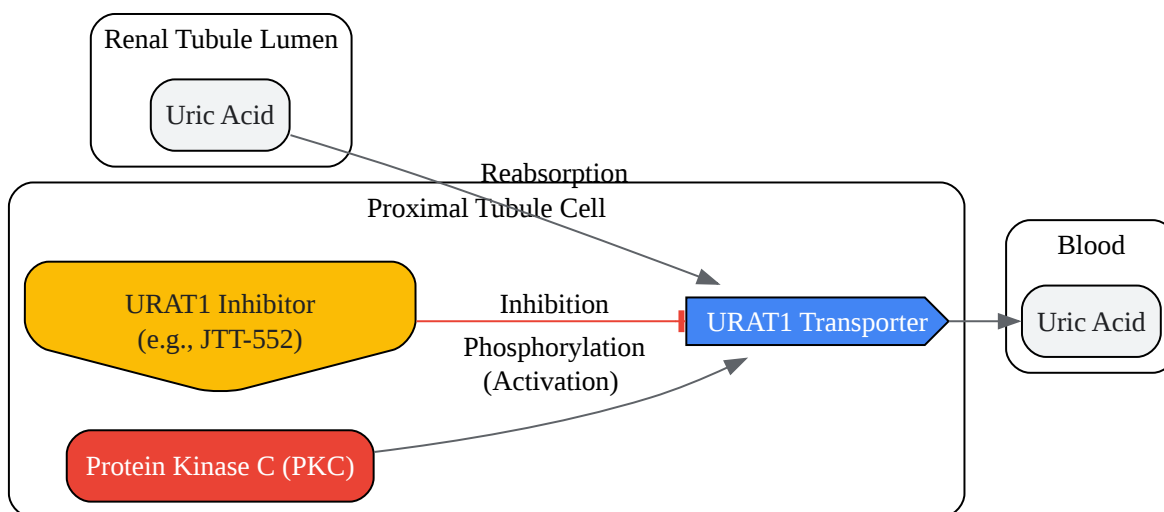 Renal Tubule Lumen
Uric Acid
Reabsorption
Proximal Tubule Cell
URAT1 Inhibitor
(e.g., JTT-552)
Inhibition
URAT1 Transporter
Phosphorylation
(Activation)
Protein Kinase C (PKC)
Blood
Uric Acid